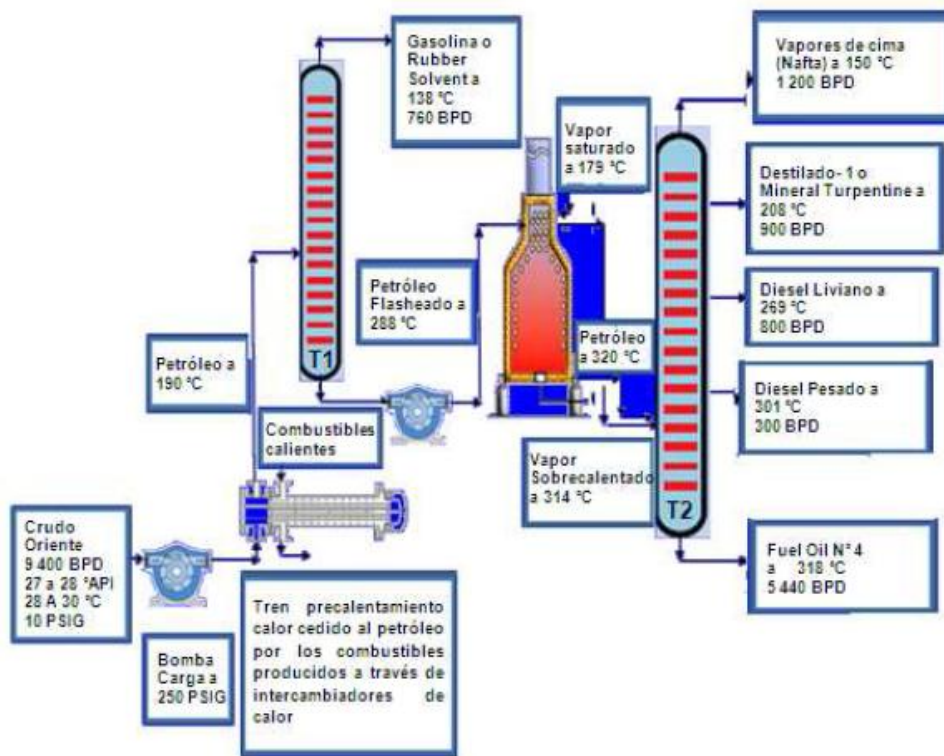 Gasolina o
Rubber
Solvent a
138 °C
760 BPD
Vapor
saturado
a 179 °C
Vapores de cima
(Nafta) a 150 °C
1 200 BPD
Destilado- 1 o
Mineral Turpentine a
208 °C
900 BPD
Petróleo
Flasheado a
288 °C
Diesel Liviano a
269 °C
800 BPD
Petróleo a
190 °C
T1
Petróleo
a 320 °C
Diesel Pesado a
301 °C
300 BPD
Combustibles
calientes
Vapor
Sobrecalentado
a 314 °C
T2
Crudo
Oriente
9 400 BPD
27 a 28 °API
28 A 30 °C
10 PSIG
Fuel Oil N° 4
a 318 °C
5 440 BPD
Bomba
Carga a
250 PSIG
Tren precalentamiento
calor cedido al petróleo
por los combustibles
producidos a través de
intercambiadores de
calor